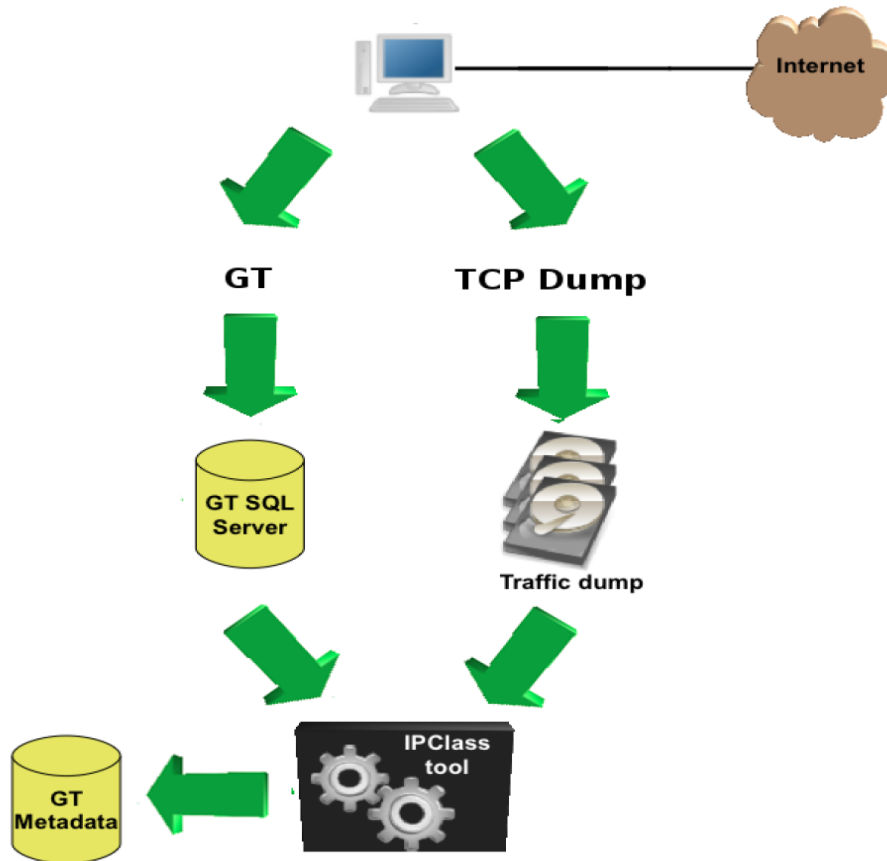 Internet
GT
TCP Dump
GT SQL
Server
Traffic dump
IPClass
tool
GT
Metadata